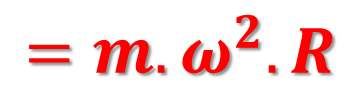 = m. ω². R